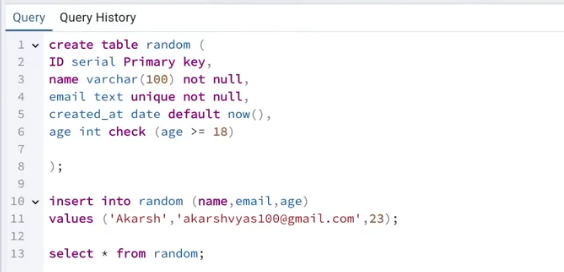 Query Query History
1 create table random (
2 ID serial Primary key,
3 name varchar(100) not null,
4 email text unique not null,
5 created_at date default now(),
6 age int check (age >= 18)
7
8 );
9
10 insert into random (name,email,age)
11 values ('Akarsh','akarshvyas100@gmail.com',23);
12
13 select * from random;